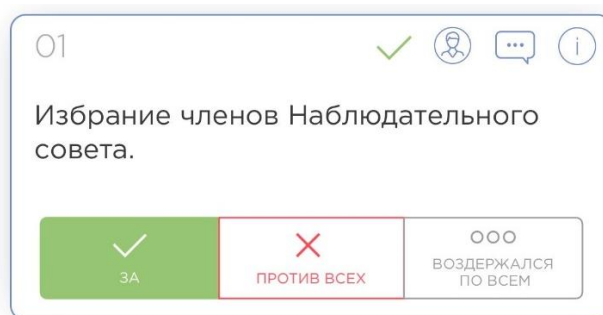 01
Избрание членов Наблюдательного
совета.
ЗА
ПРОТИВ ВСЕХ
ВОЗДЕРЖАЛСЯ
ПО ВСЕМ